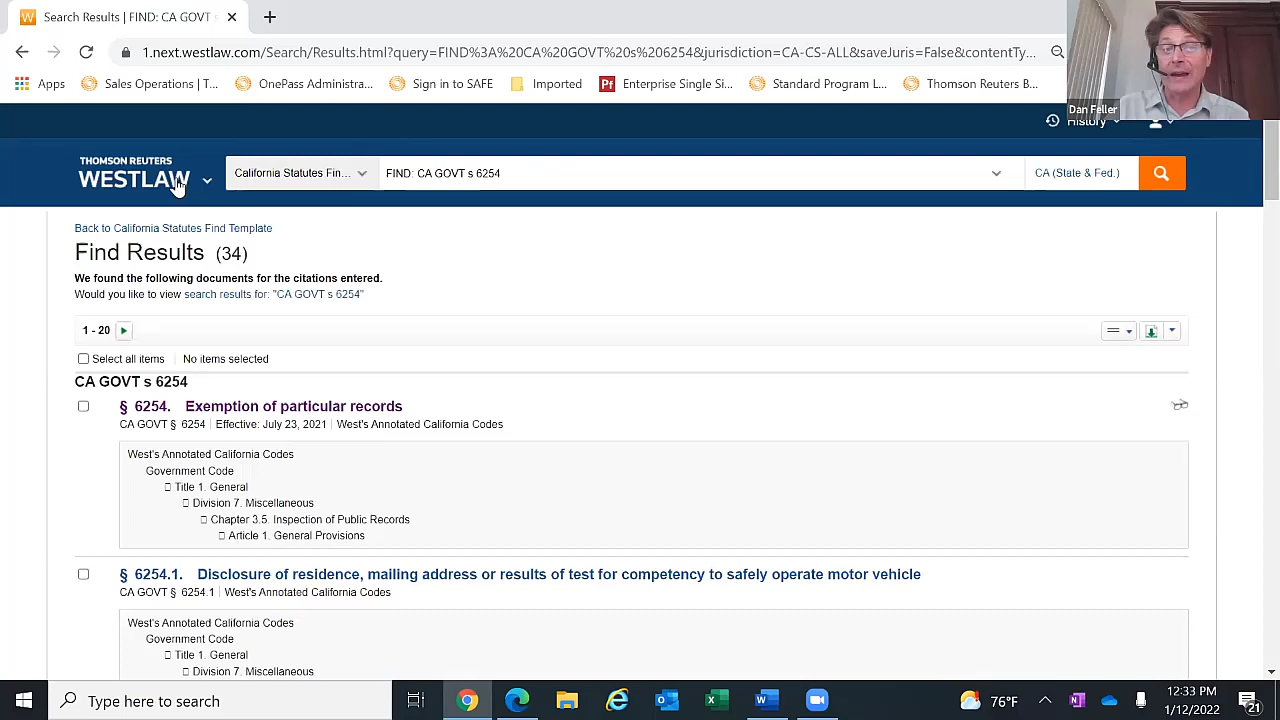 Search Results | FIND: CA GOVT s
1.next.westlaw.com/Search/Results.html?query=FIN... %20CA%20GOVT%20s%206254&jurisdiction=CA-CS-ALL&saveJuris=False&contentTy...
Apps
Sales Operations | T...
OnePass Administra...
Sign in to SAFE
Imported
Enterprise Single Si...
Standard Program L...
Thomson Reuters B...
Dan Feller
History
THOMSON REUTERS
WESTLAW
California Statutes Fin...
FIND: CA GOVT s 6254
CA (State & Fed.)
Back to California Statutes Find Template
Find Results (34)
We found the following documents for the citations entered.
Would you like to view search results for: "CA GOVT s 6254"
1 - 20
Select all items
No items selected
CA GOVT s 6254
§ 6254. Exemption of particular records
CA GOVT § 6254 | Effective: July 23, 2021 | West's Annotated California Codes
West's Annotated California Codes
Government Code
Title 1. General
Division 7. Miscellaneous
Chapter 3.5. Inspection of Public Records
Article 1. General Provisions
§ 6254.1. Disclosure of residence, mailing address or results of test for competency to safely operate motor vehicle
CA GOVT § 6254.1 | West's Annotated California Codes
West's Annotated California Codes
Government Code
Title 1. General
Division 7. Miscellaneous
Type here to search
76°F
12:33 PM
1/12/2022
21